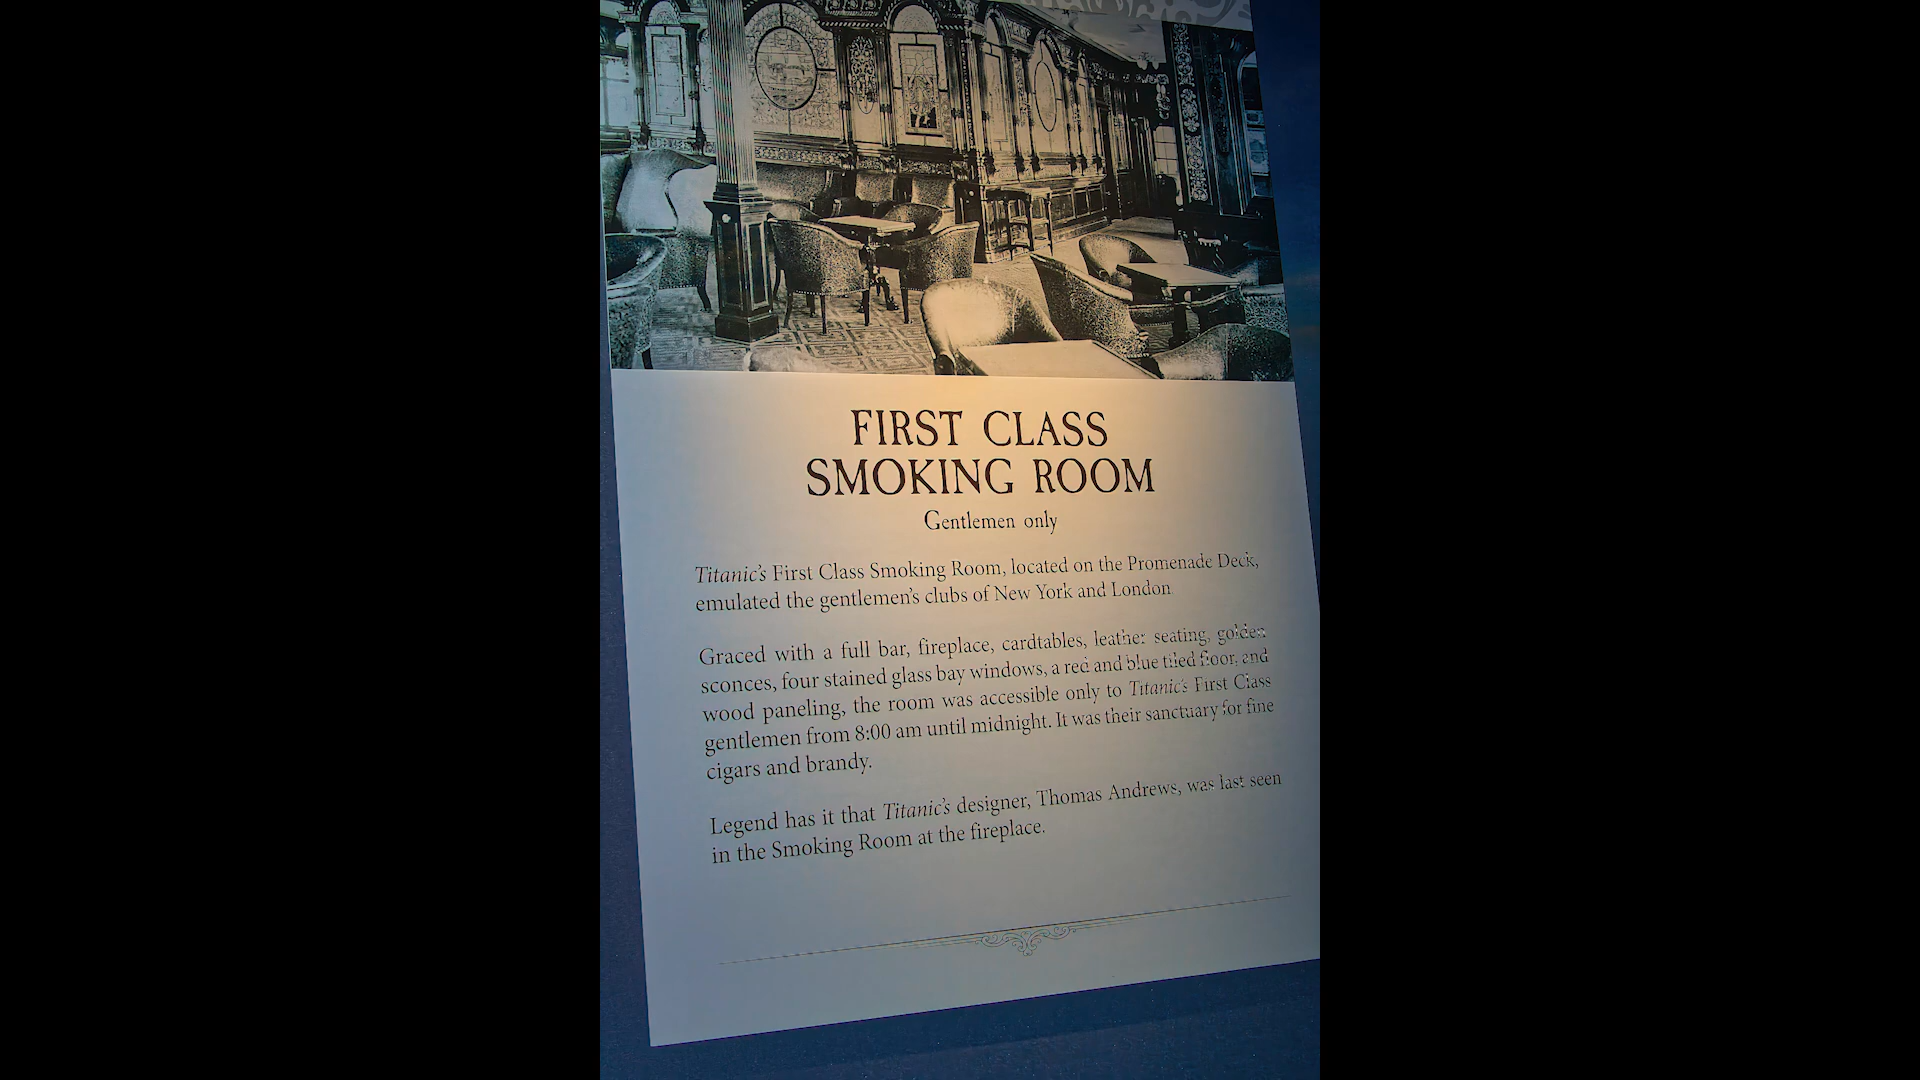 FIRST CLASS
SMOKING ROOM
Gentlemen only
Titanic's First Class Smoking Room, located on the Promenade Deck,
emulated the gentlemen's clubs of New York and London.
Graced with a full bar, fireplace, cardtables, leather seating, golden
sconces, four stained glass bay windows, a red and blue tiled floor, and
wood paneling, the room was accessible only to Titanic's First Class
gentlemen from 8:00 am until midnight. It was their sanctuary for fine
cigars and brandy.
Legend has it that Titanic's designer, Thomas Andrews, was last seen
in the Smoking Room at the fireplace.